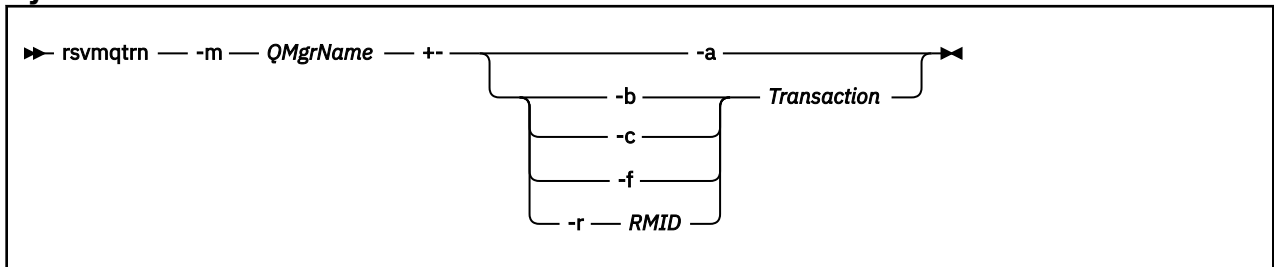 rsvmqtrn -m QMgrName +- -a
-b Transaction
-c
-f
-r RMID